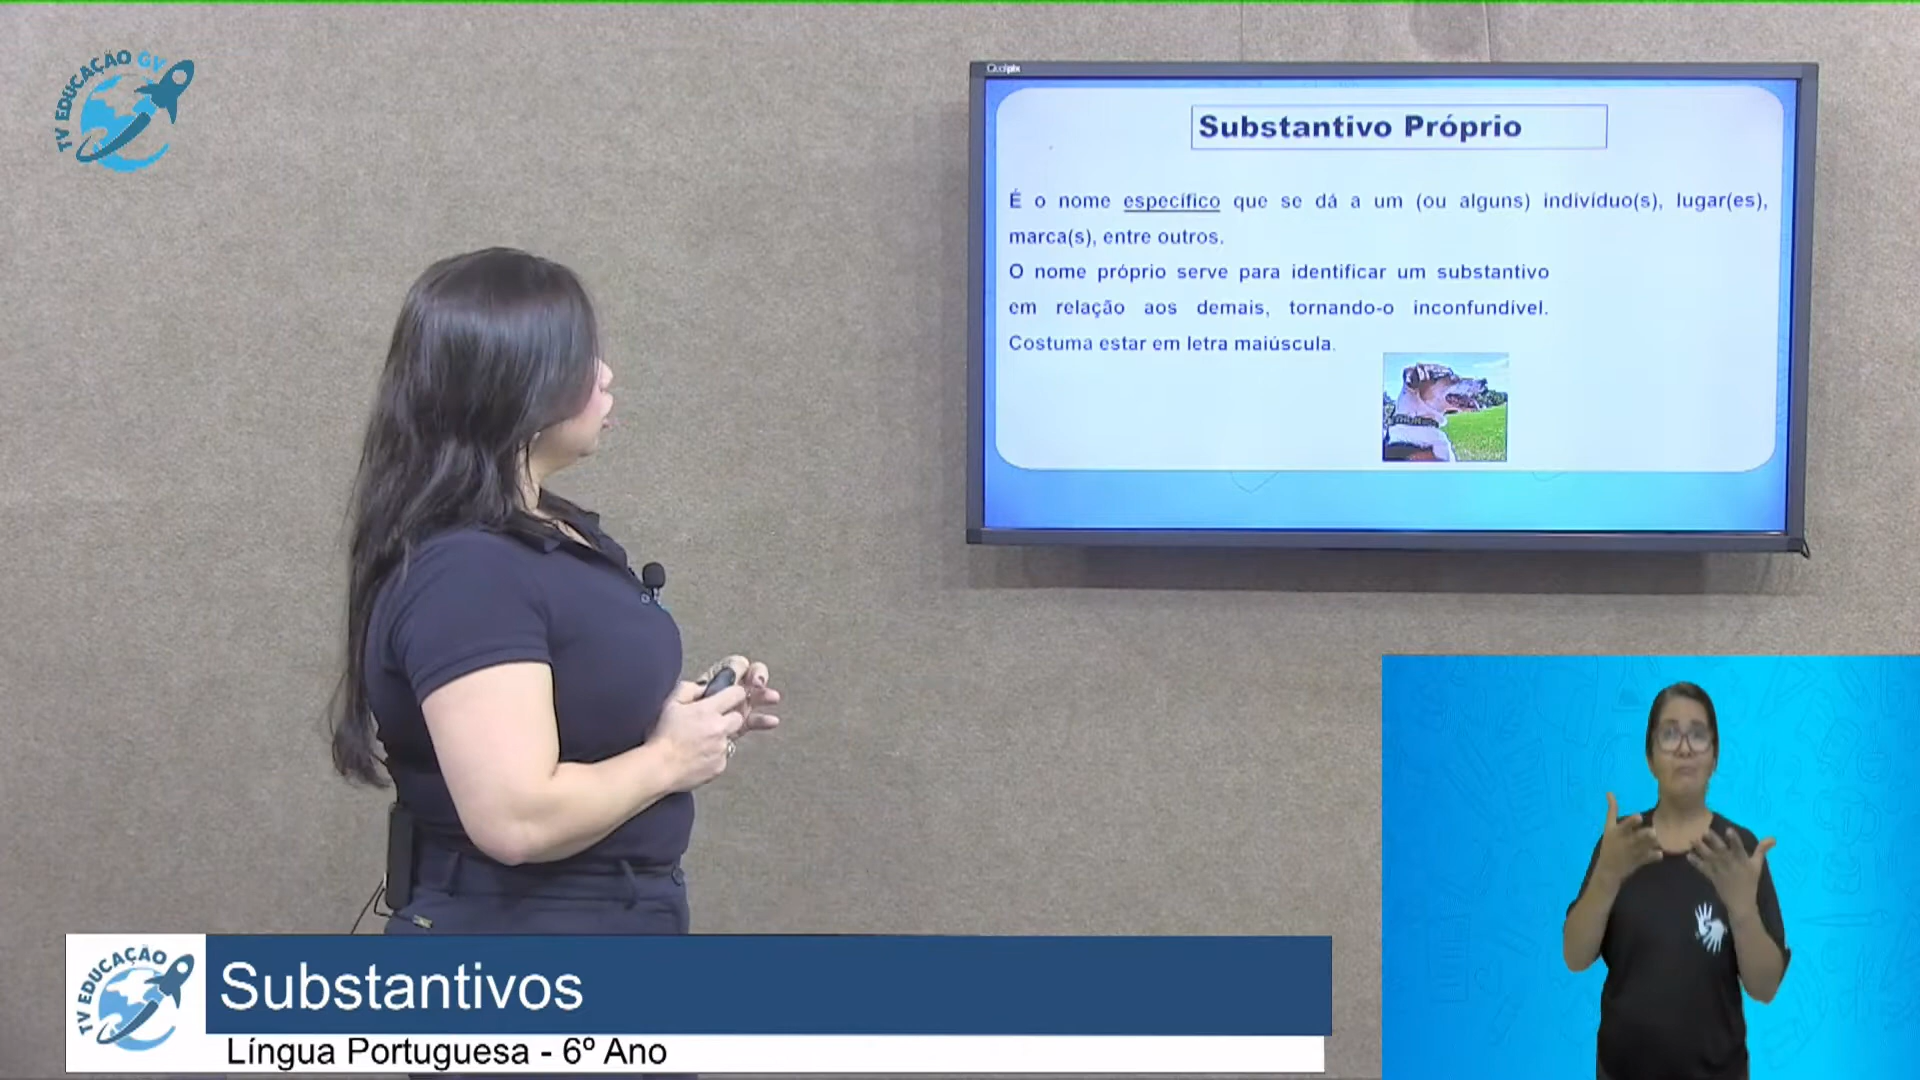 TV EDUCAÇÃO GV
Qualipix
Substantivo Próprio
É o nome específico que se dá a um (ou alguns) indivíduo(s), lugar(es),
marca(s), entre outros.
O nome próprio serve para identificar um substantivo
em relação aos demais, tornando-o inconfundível.
Costuma estar em letra maiúscula.
TV EDUCAÇÃO
Substantivos
Língua Portuguesa - 6º Ano